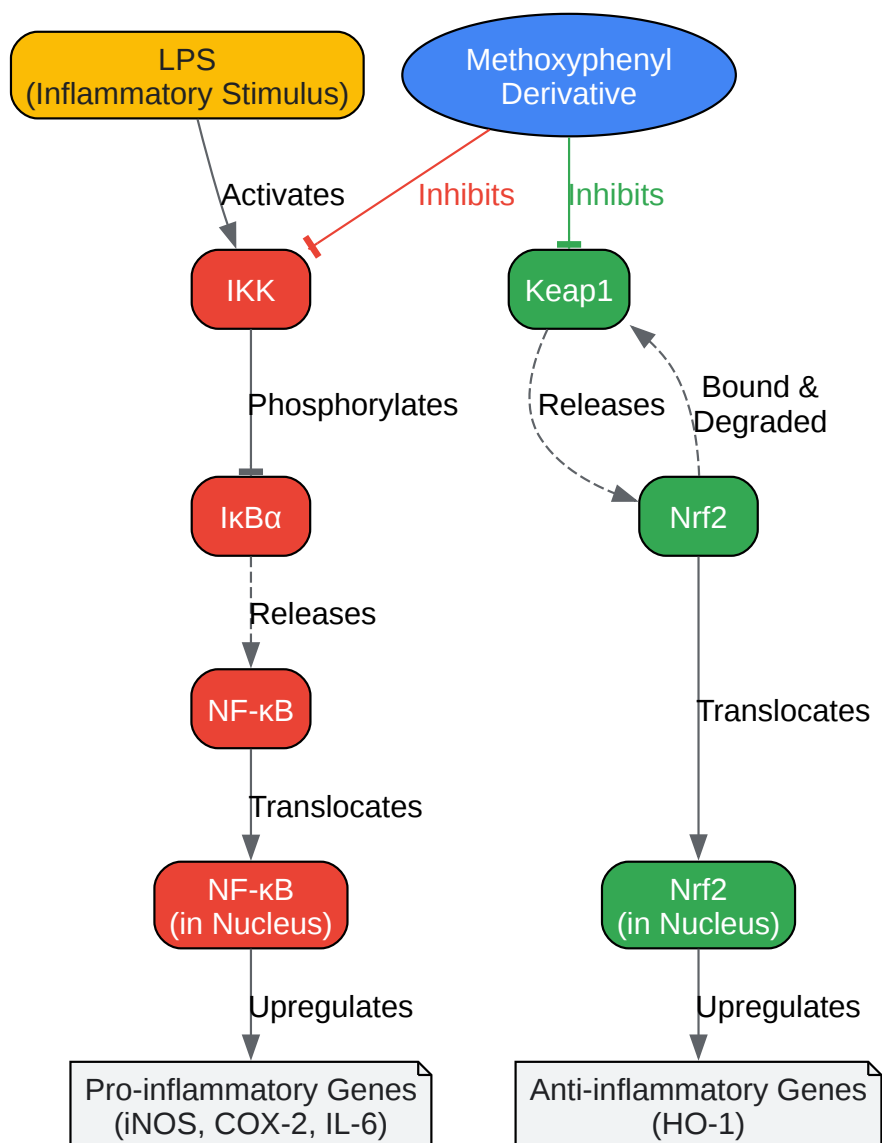 LPS
(Inflammatory Stimulus)
Methoxyphenyl
Derivative
Activates
Inhibits
Inhibits
IKK
Keap1
Phosphorylates
Releases
Bound &
Degraded
IκBα
Nrf2
Releases
NF-κB
Translocates
Translocates
NF-κB
(in Nucleus)
Nrf2
(in Nucleus)
Upregulates
Upregulates
Pro-inflammatory Genes
(iNOS, COX-2, IL-6)
Anti-inflammatory Genes
(HO-1)